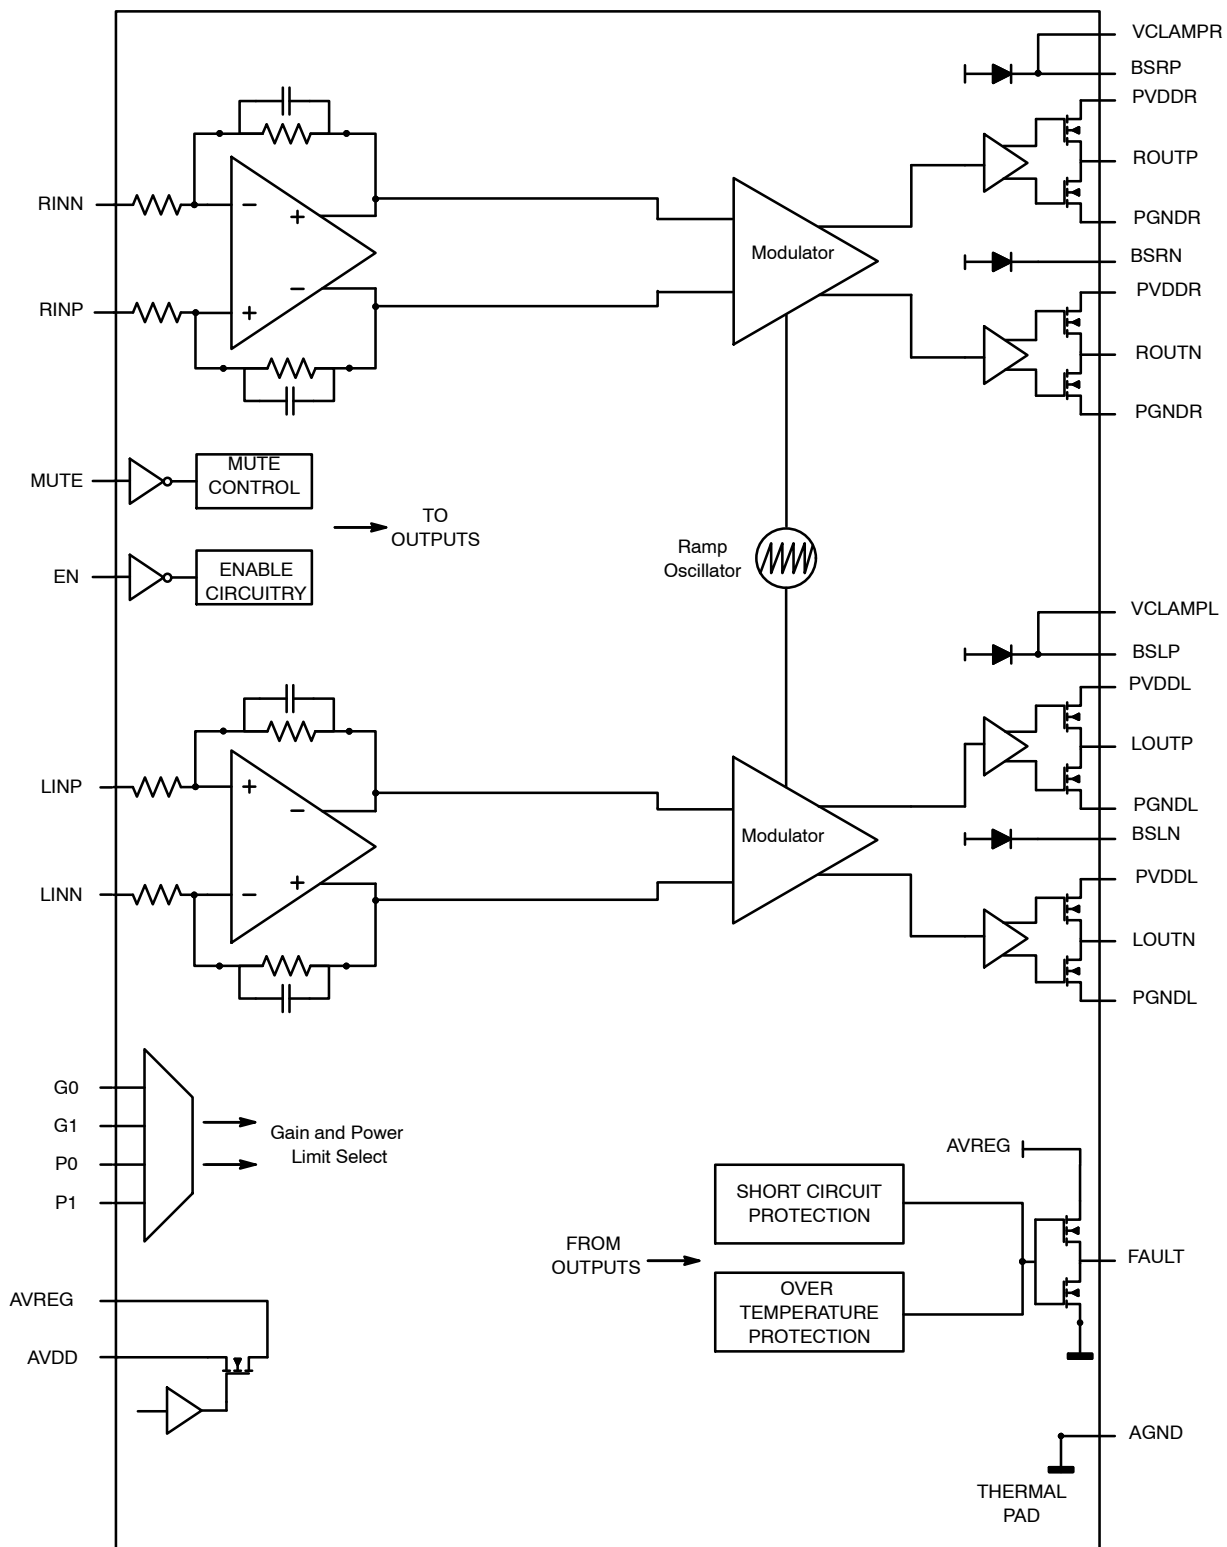 VCLAMPR
BSRP
PVDDR
ROUTP
RINN
PGNDR
Modulator
BSRN
PVDDR
RINP
ROUTN
PGNDR
MUTE
MUTE
CONTROL
TO
OUTPUTS
EN
ENABLE
CIRCUITRY
Ramp
Oscillator
VCLAMPL
BSLP
PVDDL
LOUTP
LINP
PGNDL
Modulator
BSLN
PVDDL
LINN
LOUTN
PGNDL
G0
G1
P0
P1
Gain and Power
Limit Select
AVREG
SHORT CIRCUIT
PROTECTION
FROM
OUTPUTS
FAULT
OVER
TEMPERATURE
PROTECTION
AVREG
AVDD
AGND
THERMAL
PAD